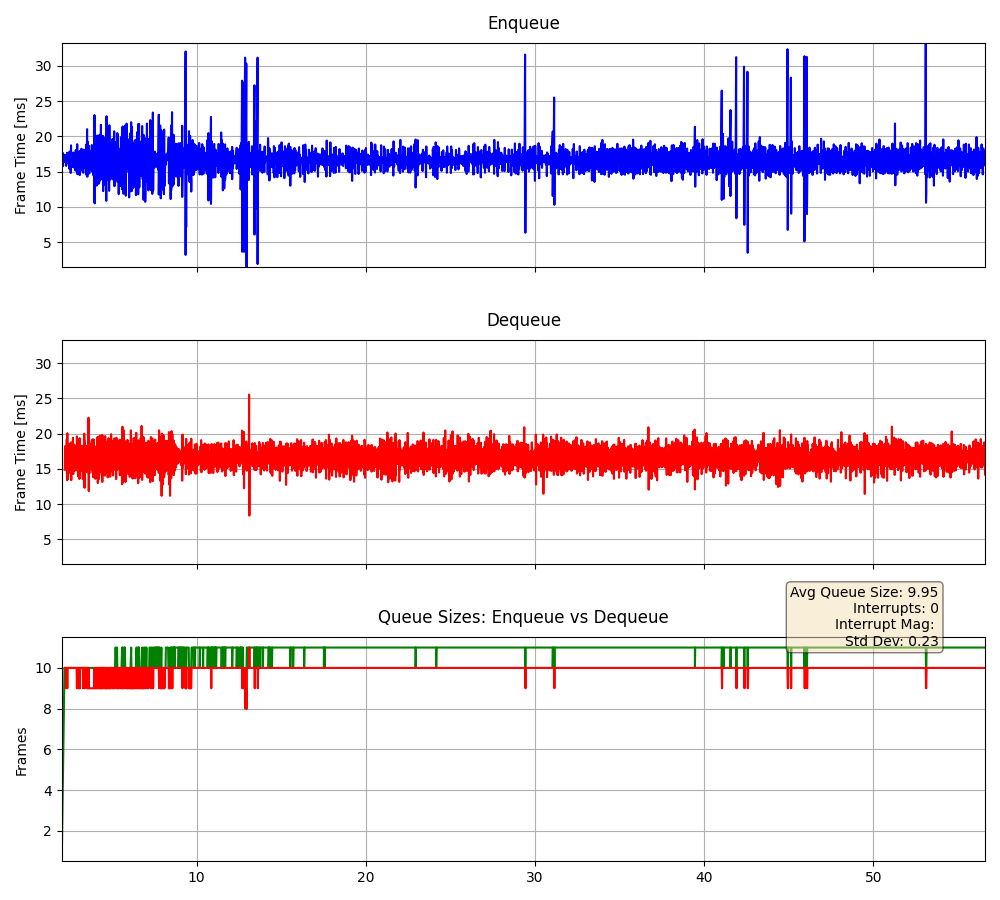 Enqueue
Frame Time [ms]
30
25
20
15
10
5
Dequeue
Frame Time [ms]
30
25
20
15
10
5
Avg Queue Size: 9.95
Interrupts: 0
Interrupt Mag:
Std Dev: 0.23
Queue Sizes: Enqueue vs Dequeue
Frames
10
8
6
4
2
10
20
30
40
50